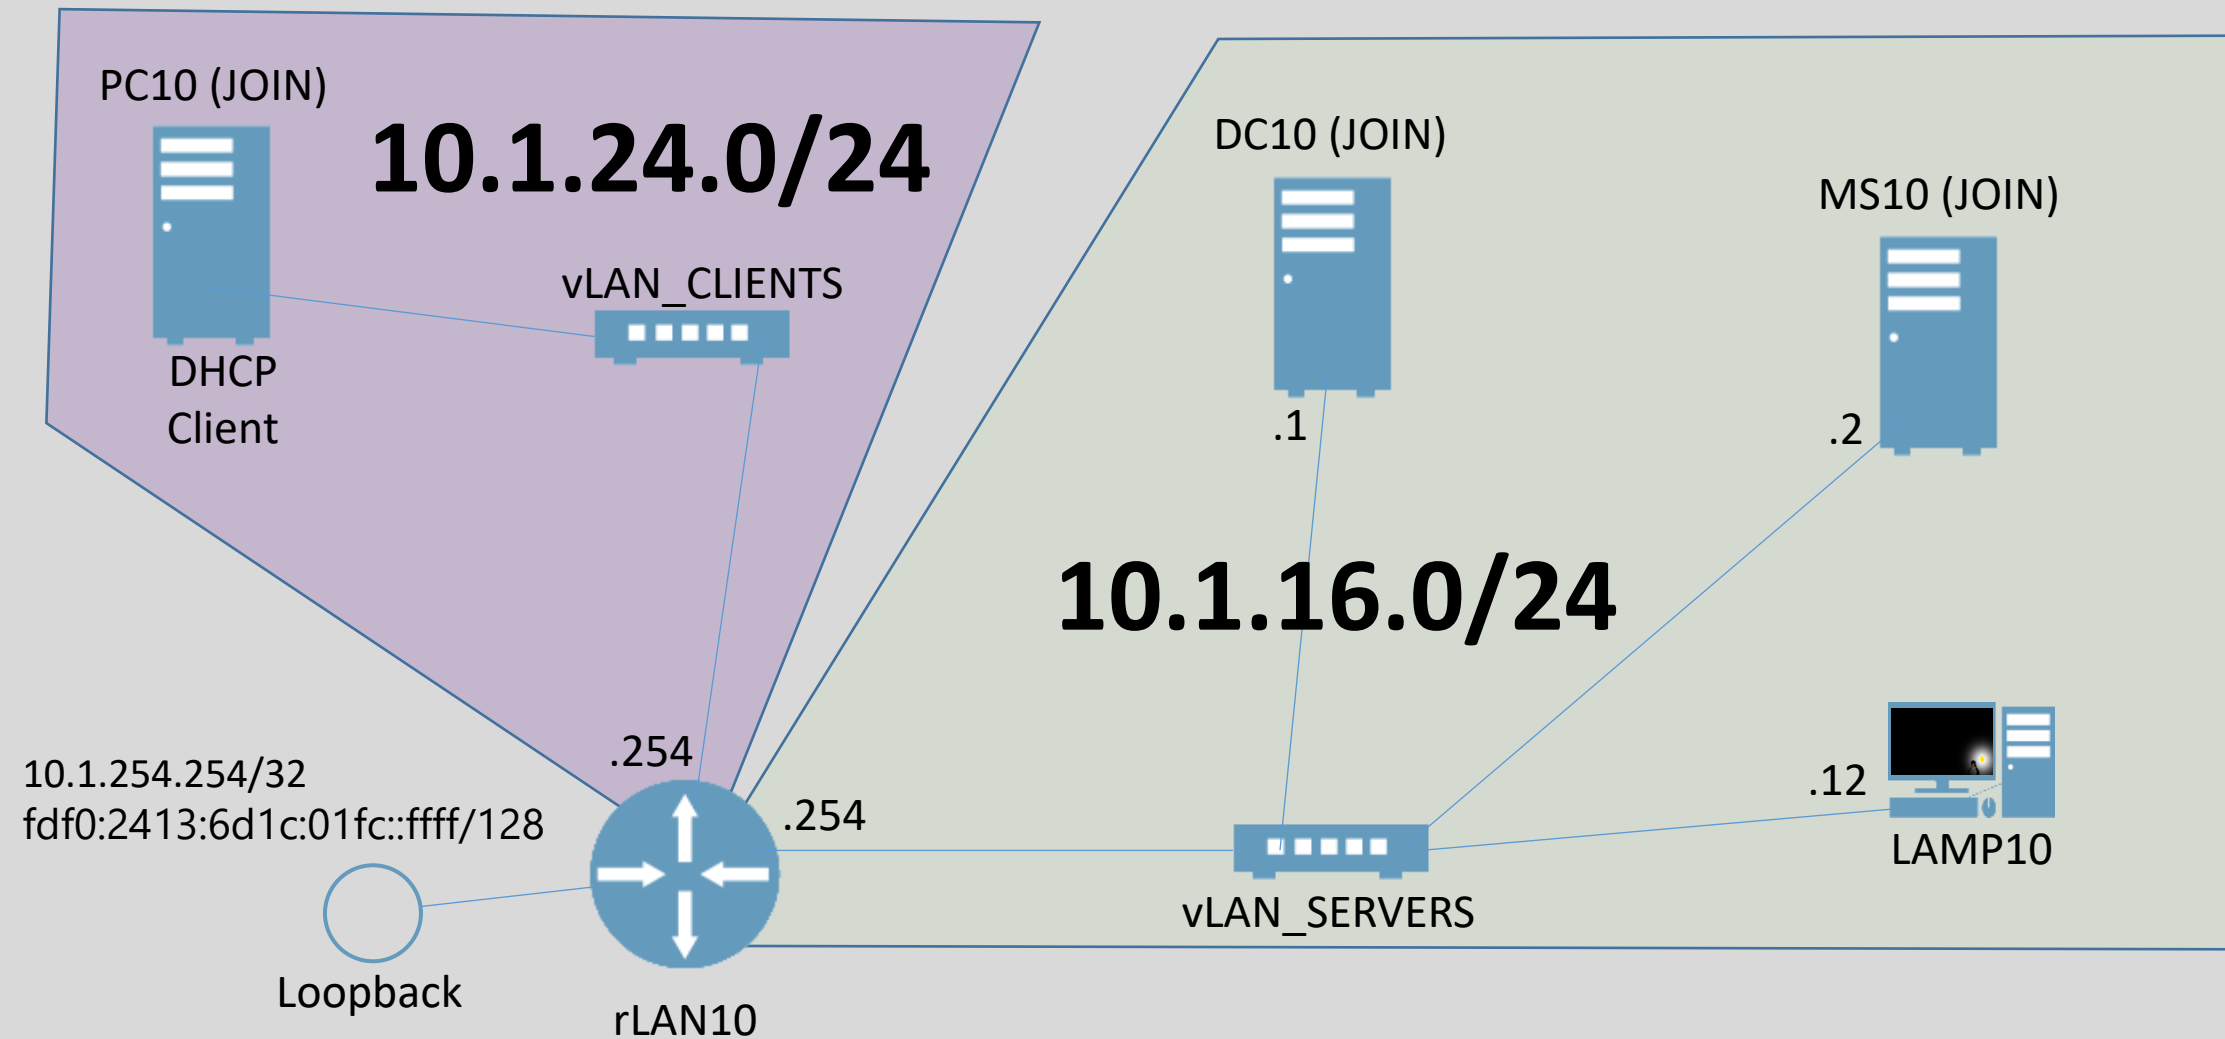 PC10 (JOIN)
10.1.24.0/24
vLAN_CLIENTS
DHCP
Client
DC10 (JOIN)
MS10 (JOIN)
.1
.2
10.1.16.0/24
.254
10.1.254.254/32
fdf0:2413:6d1c:01fc::ffff/128
.254
.12
LAMP10
vLAN_SERVERS
Loopback
rLAN10